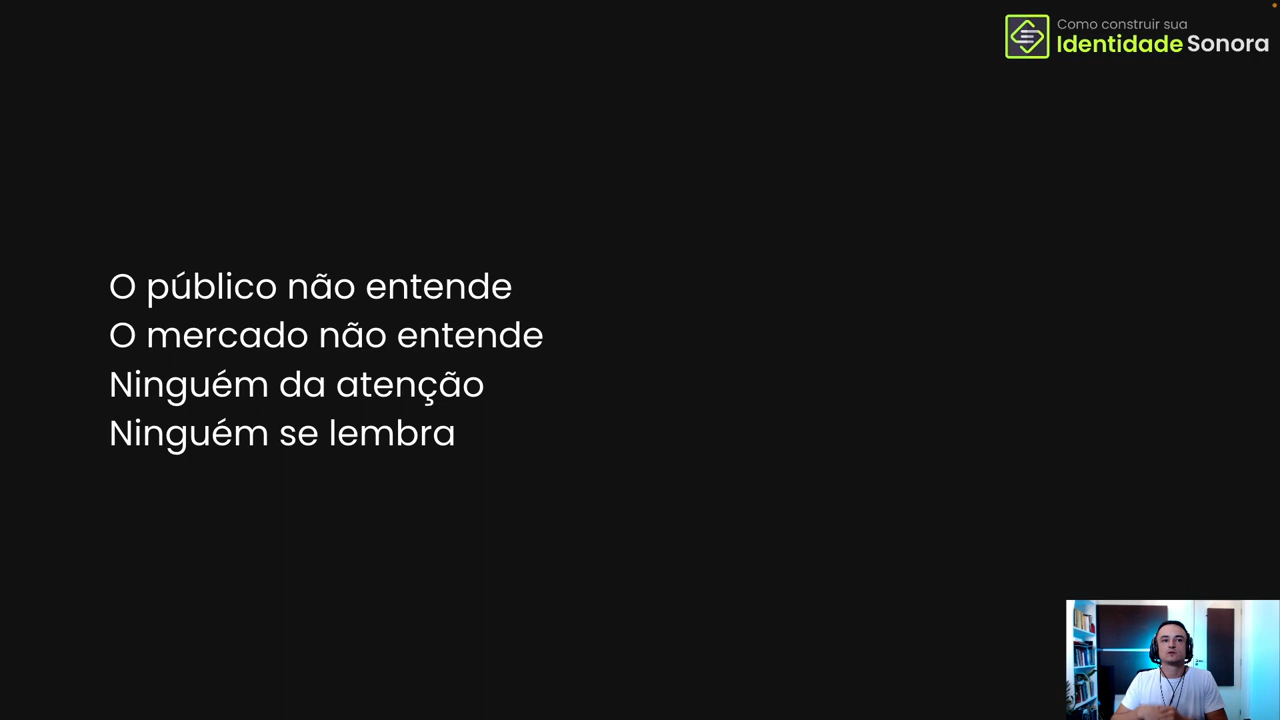 Como construir sua
Identidade Sonora
O público não entende
O mercado não entende
Ninguém da atenção
Ninguém se lembra